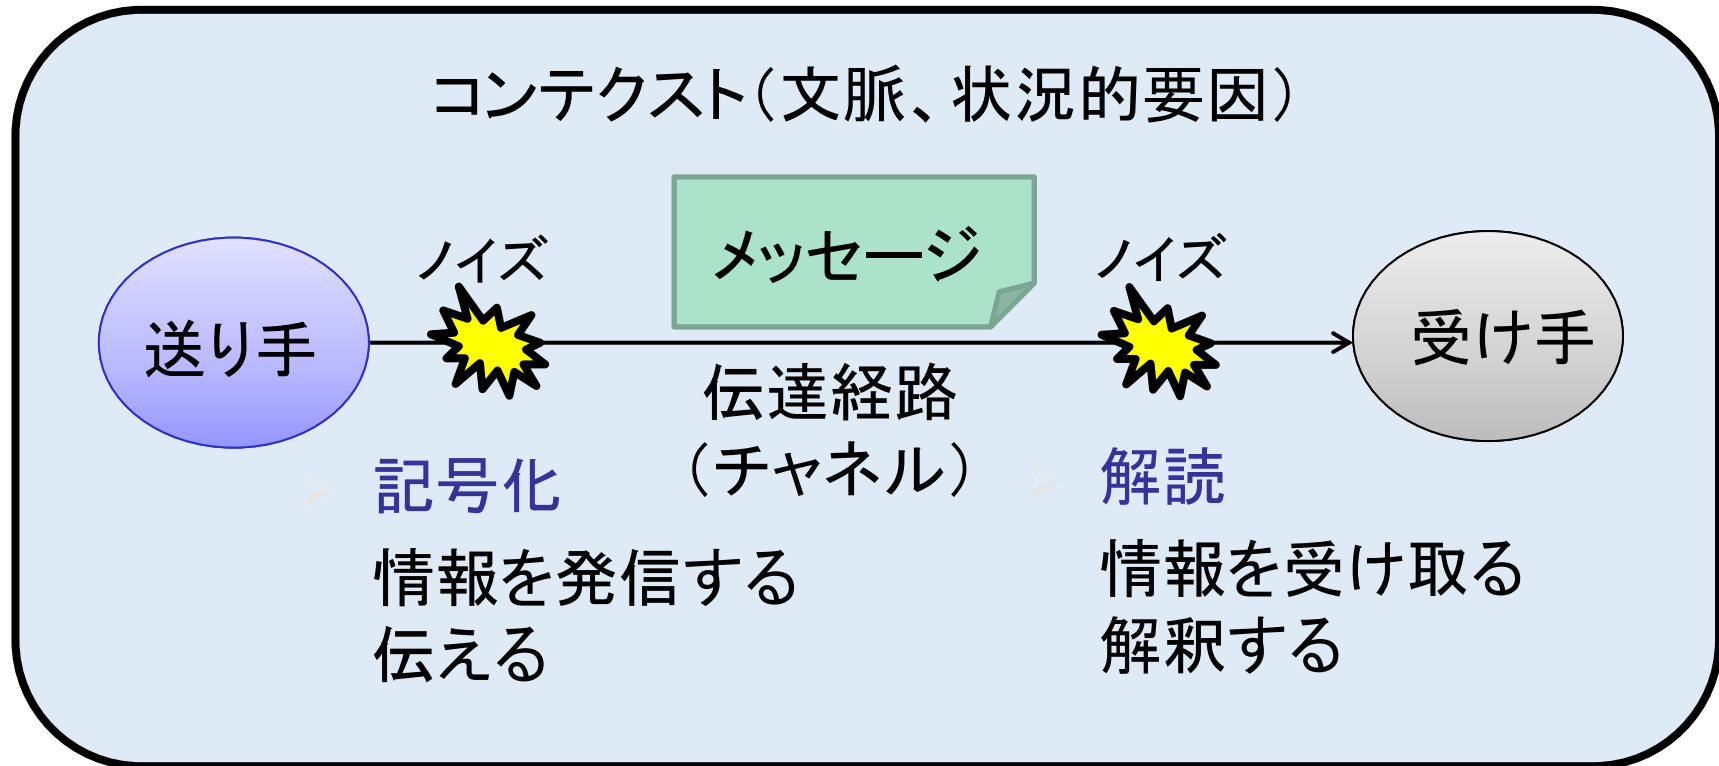 コンテクスト（文脈、状況的要因）
メッセージ
ノイズ
ノイズ
送り手
受け手
伝達経路
（チャネル）
記号化
情報を発信する
伝える
解読
情報を受け取る
解釈する